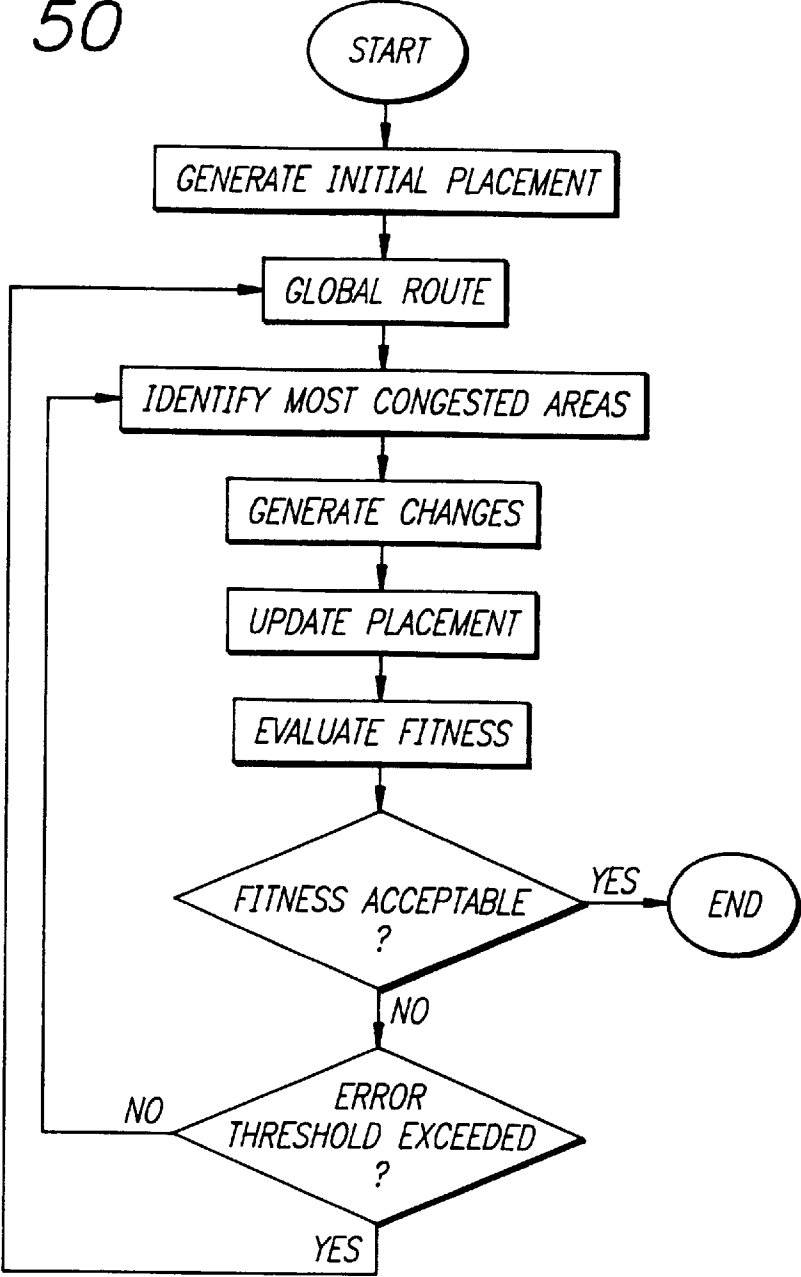 50
START
GENERATE INITIAL PLACEMENT
GLOBAL ROUTE
IDENTIFY MOST CONGESTED AREAS
GENERATE CHANGES
UPDATE PLACEMENT
EVALUATE FITNESS
FITNESS ACCEPTABLE
?
YES
END
NO
ERROR
THRESHOLD EXCEEDED
?
NO
YES